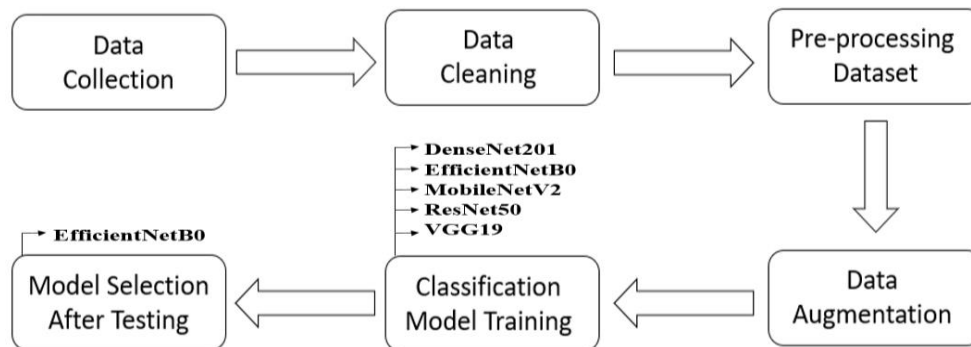 Data
Collection
Data
Cleaning
Pre-processing
Dataset
DenseNet201
EfficientNetB0
MobileNetV2
ResNet50
VGG19
EfficientNetB0
Model Selection
After Testing
Classification
Model Training
Data
Augmentation